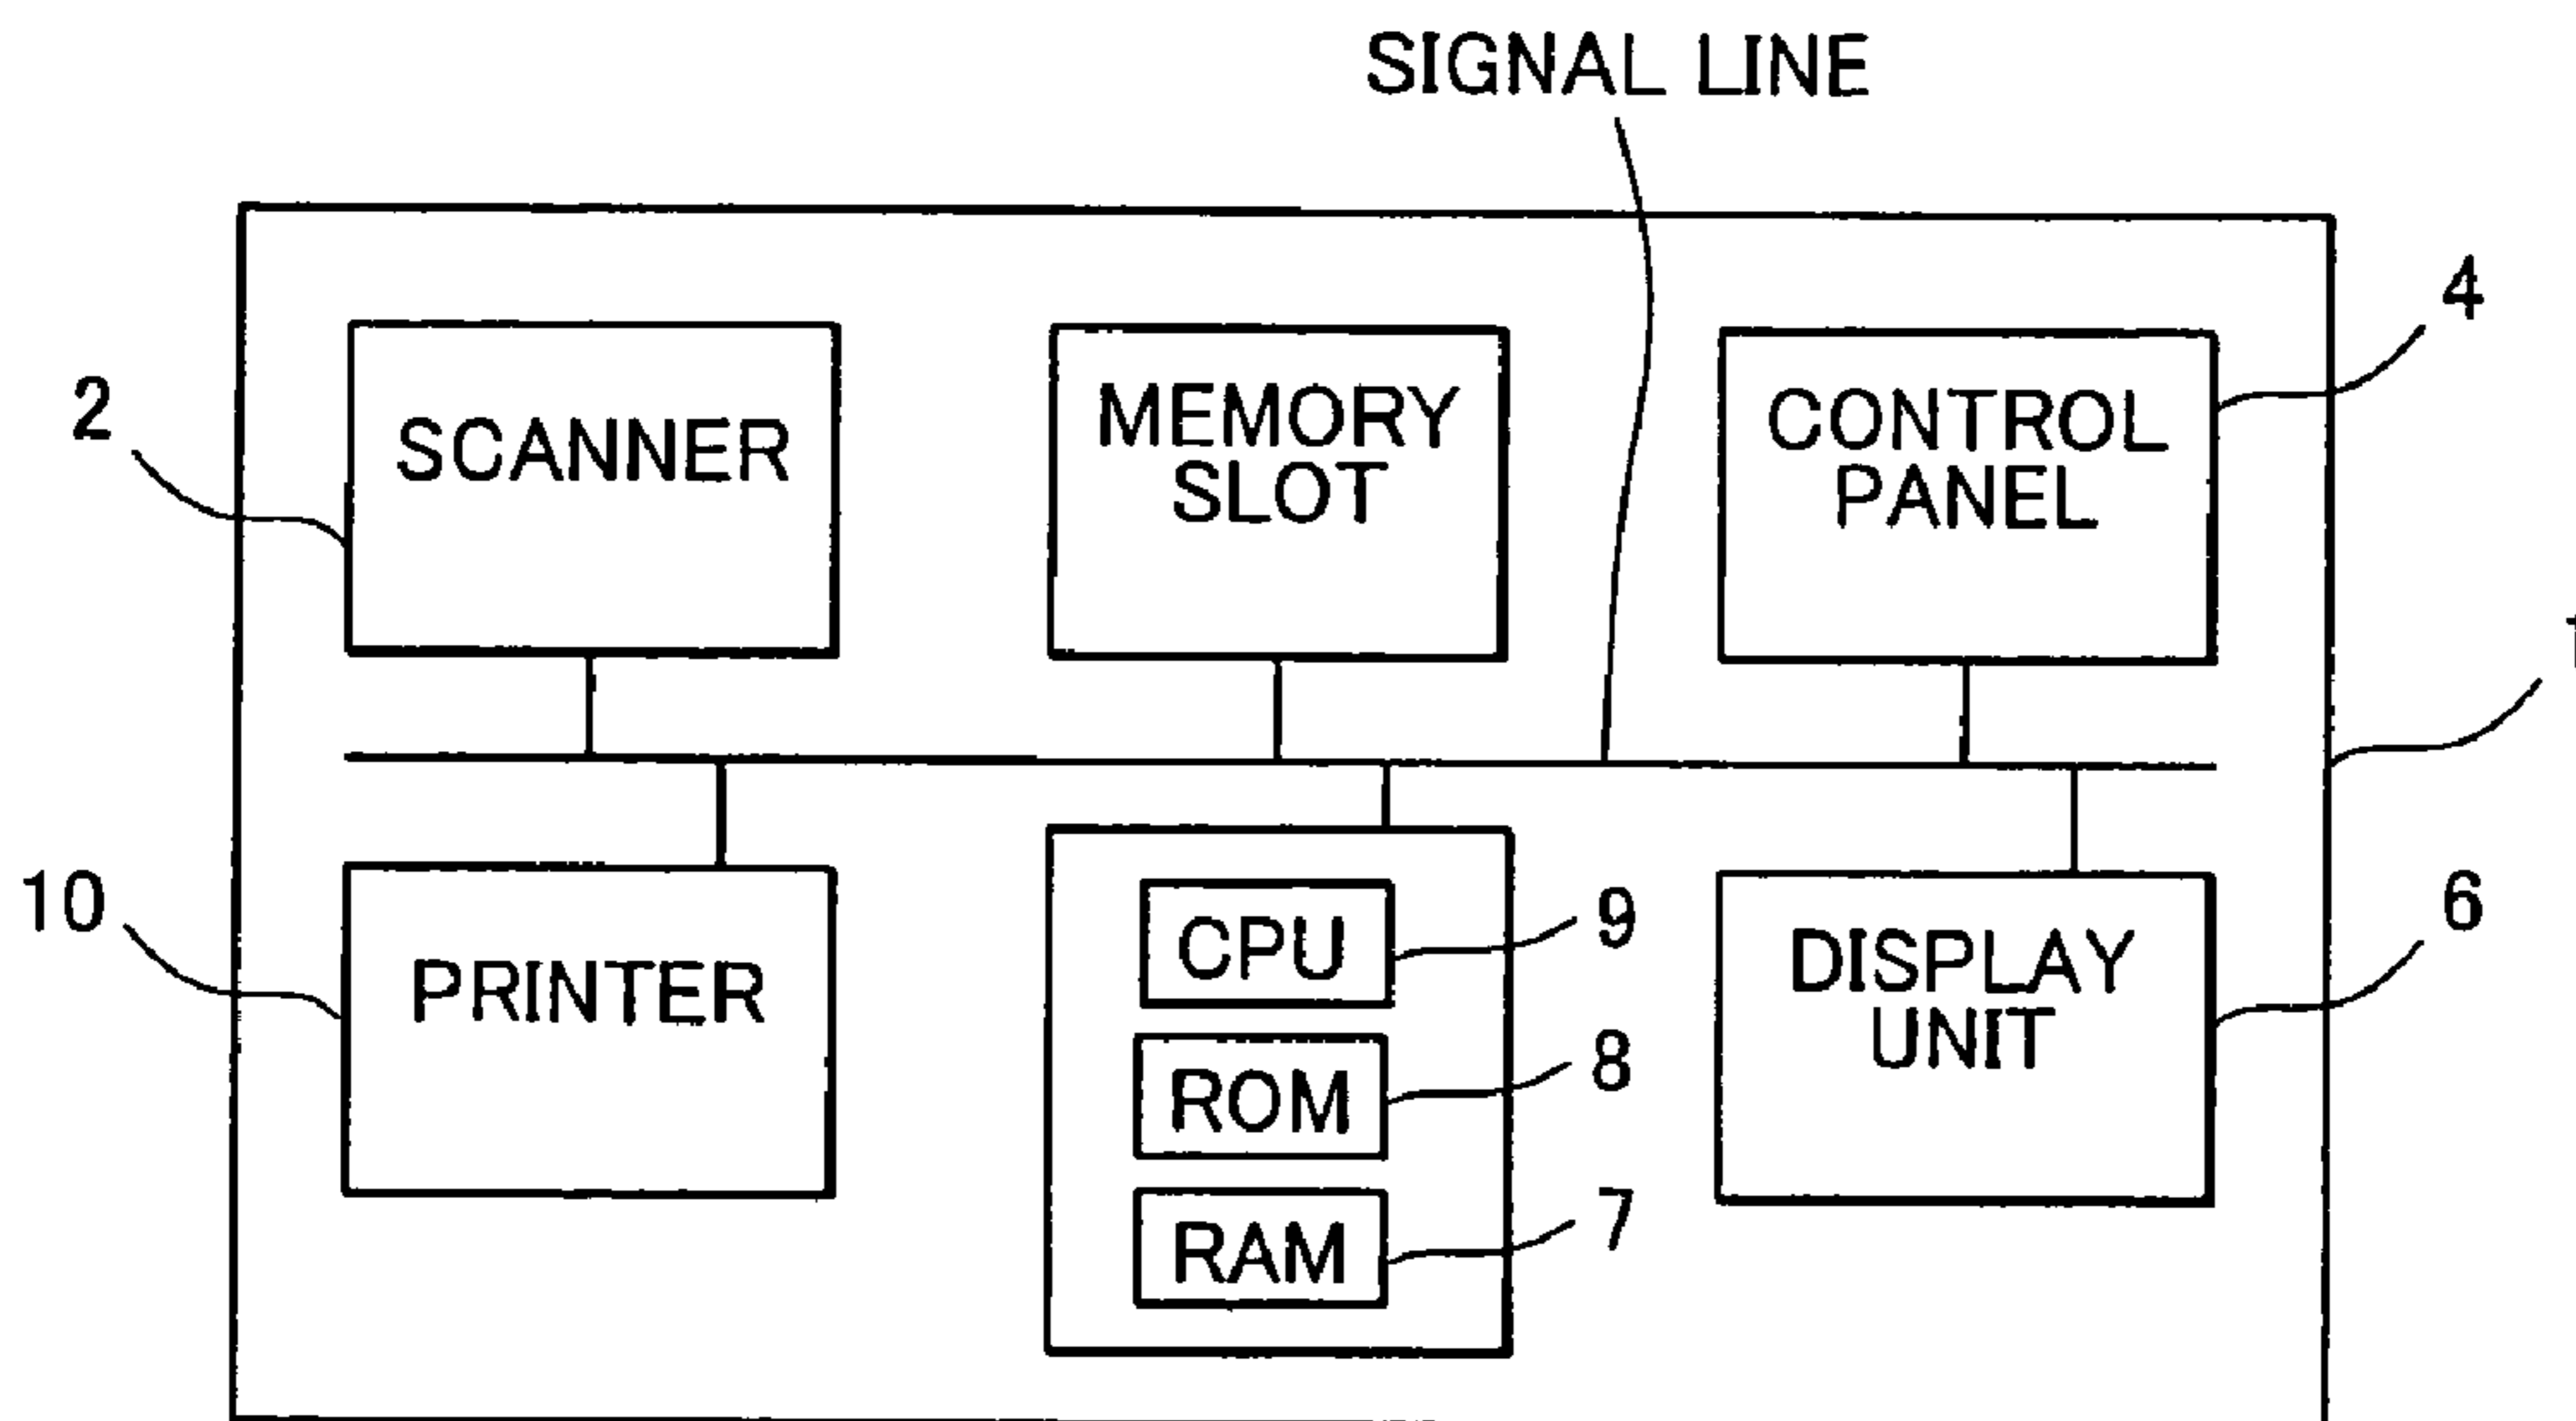 SIGNAL LINE
4
2
SCANNER
MEMORY
SLOT
CONTROL
PANEL
10
PRINTER
CPU
9
ROM
8
RAM
7
DISPLAY
UNIT
6